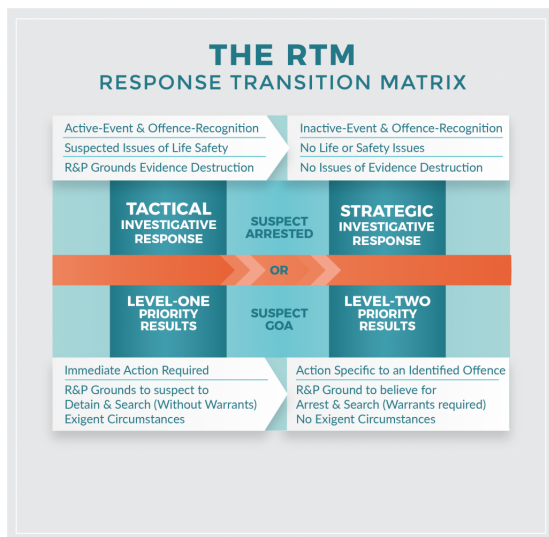 THE RTM
RESPONSE TRANSITION MATRIX
Active-Event & Offence-Recognition
Suspected Issues of Life Safety
R&P Grounds Evidence Destruction
Inactive-Event & Offence-Recognition
No Life or Safety Issues
No Issues of Evidence Destruction
TACTICAL
INVESTIGATIVE
RESPONSE
SUSPECT
ARRESTED
STRATEGIC
INVESTIGATIVE
RESPONSE
OR
LEVEL-ONE
PRIORITY
RESULTS
SUSPECT
GOA
LEVEL-TWO
PRIORITY
RESULTS
Immediate Action Required
R&P Grounds to suspect to
Detain & Search (Without Warrants)
Exigent Circumstances
Action Specific to an Identified Offence
R&P Ground to believe for
Arrest & Search (Warrants required)
No Exigent Circumstances